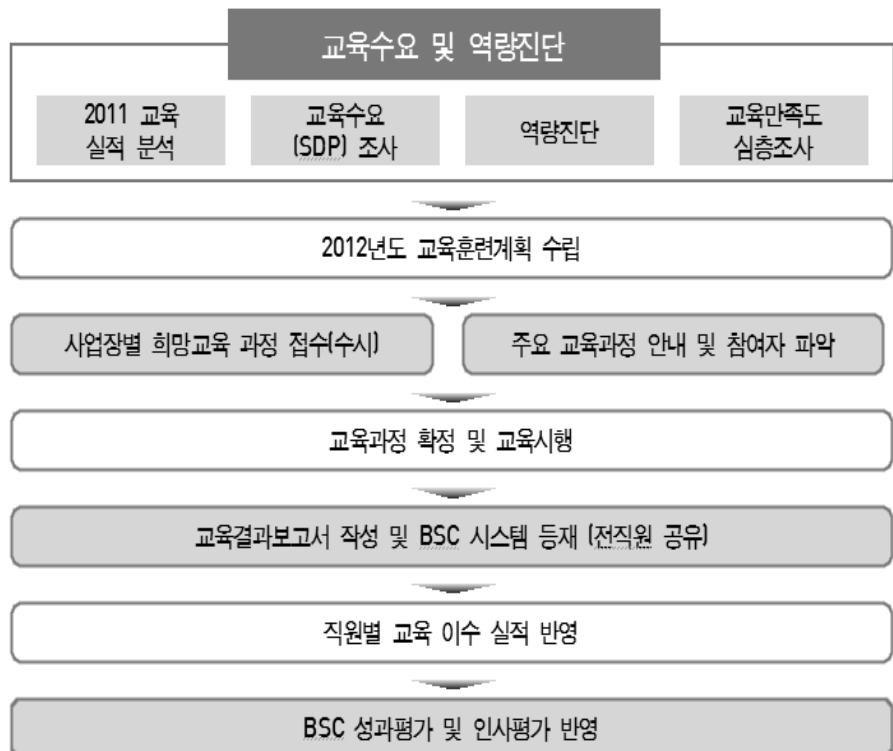 교육수요 및 역량진단
2011 교육
실적 분석
교육수요
(SDP) 조사
역량진단
교육만족도
심층조사
2012년도 교육훈련계획 수립
사업장별 희망교육 과정 접수(수시)
주요 교육과정 안내 및 참여자 파악
교육과정 확정 및 교육시행
교육결과보고서 작성 및 BSC 시스템 등재 (전직원 공유)
직원별 교육 이수 실적 반영
BSC 성과평가 및 인사평가 반영